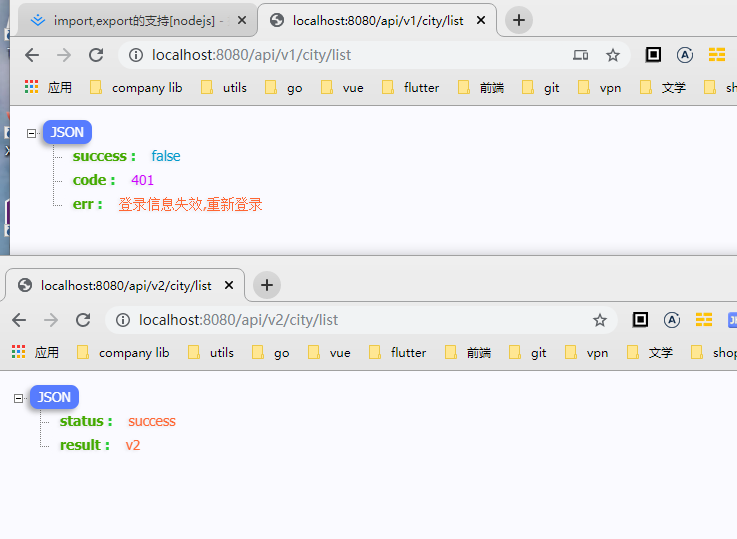 import,export的支持[nodejs] -
localhost:8080/api/v1/city/list
localhost:8080/api/v1/city/list
应用 company lib utils go vue flutter 前端 git vpn 文学 sh
JSON
success : false
code : 401
err : 登录信息失效,重新登录
localhost:8080/api/v2/city/list
localhost:8080/api/v2/city/list
应用 company lib utils go vue flutter 前端 git vpn 文学 shop
JSON
status : success
result : v2